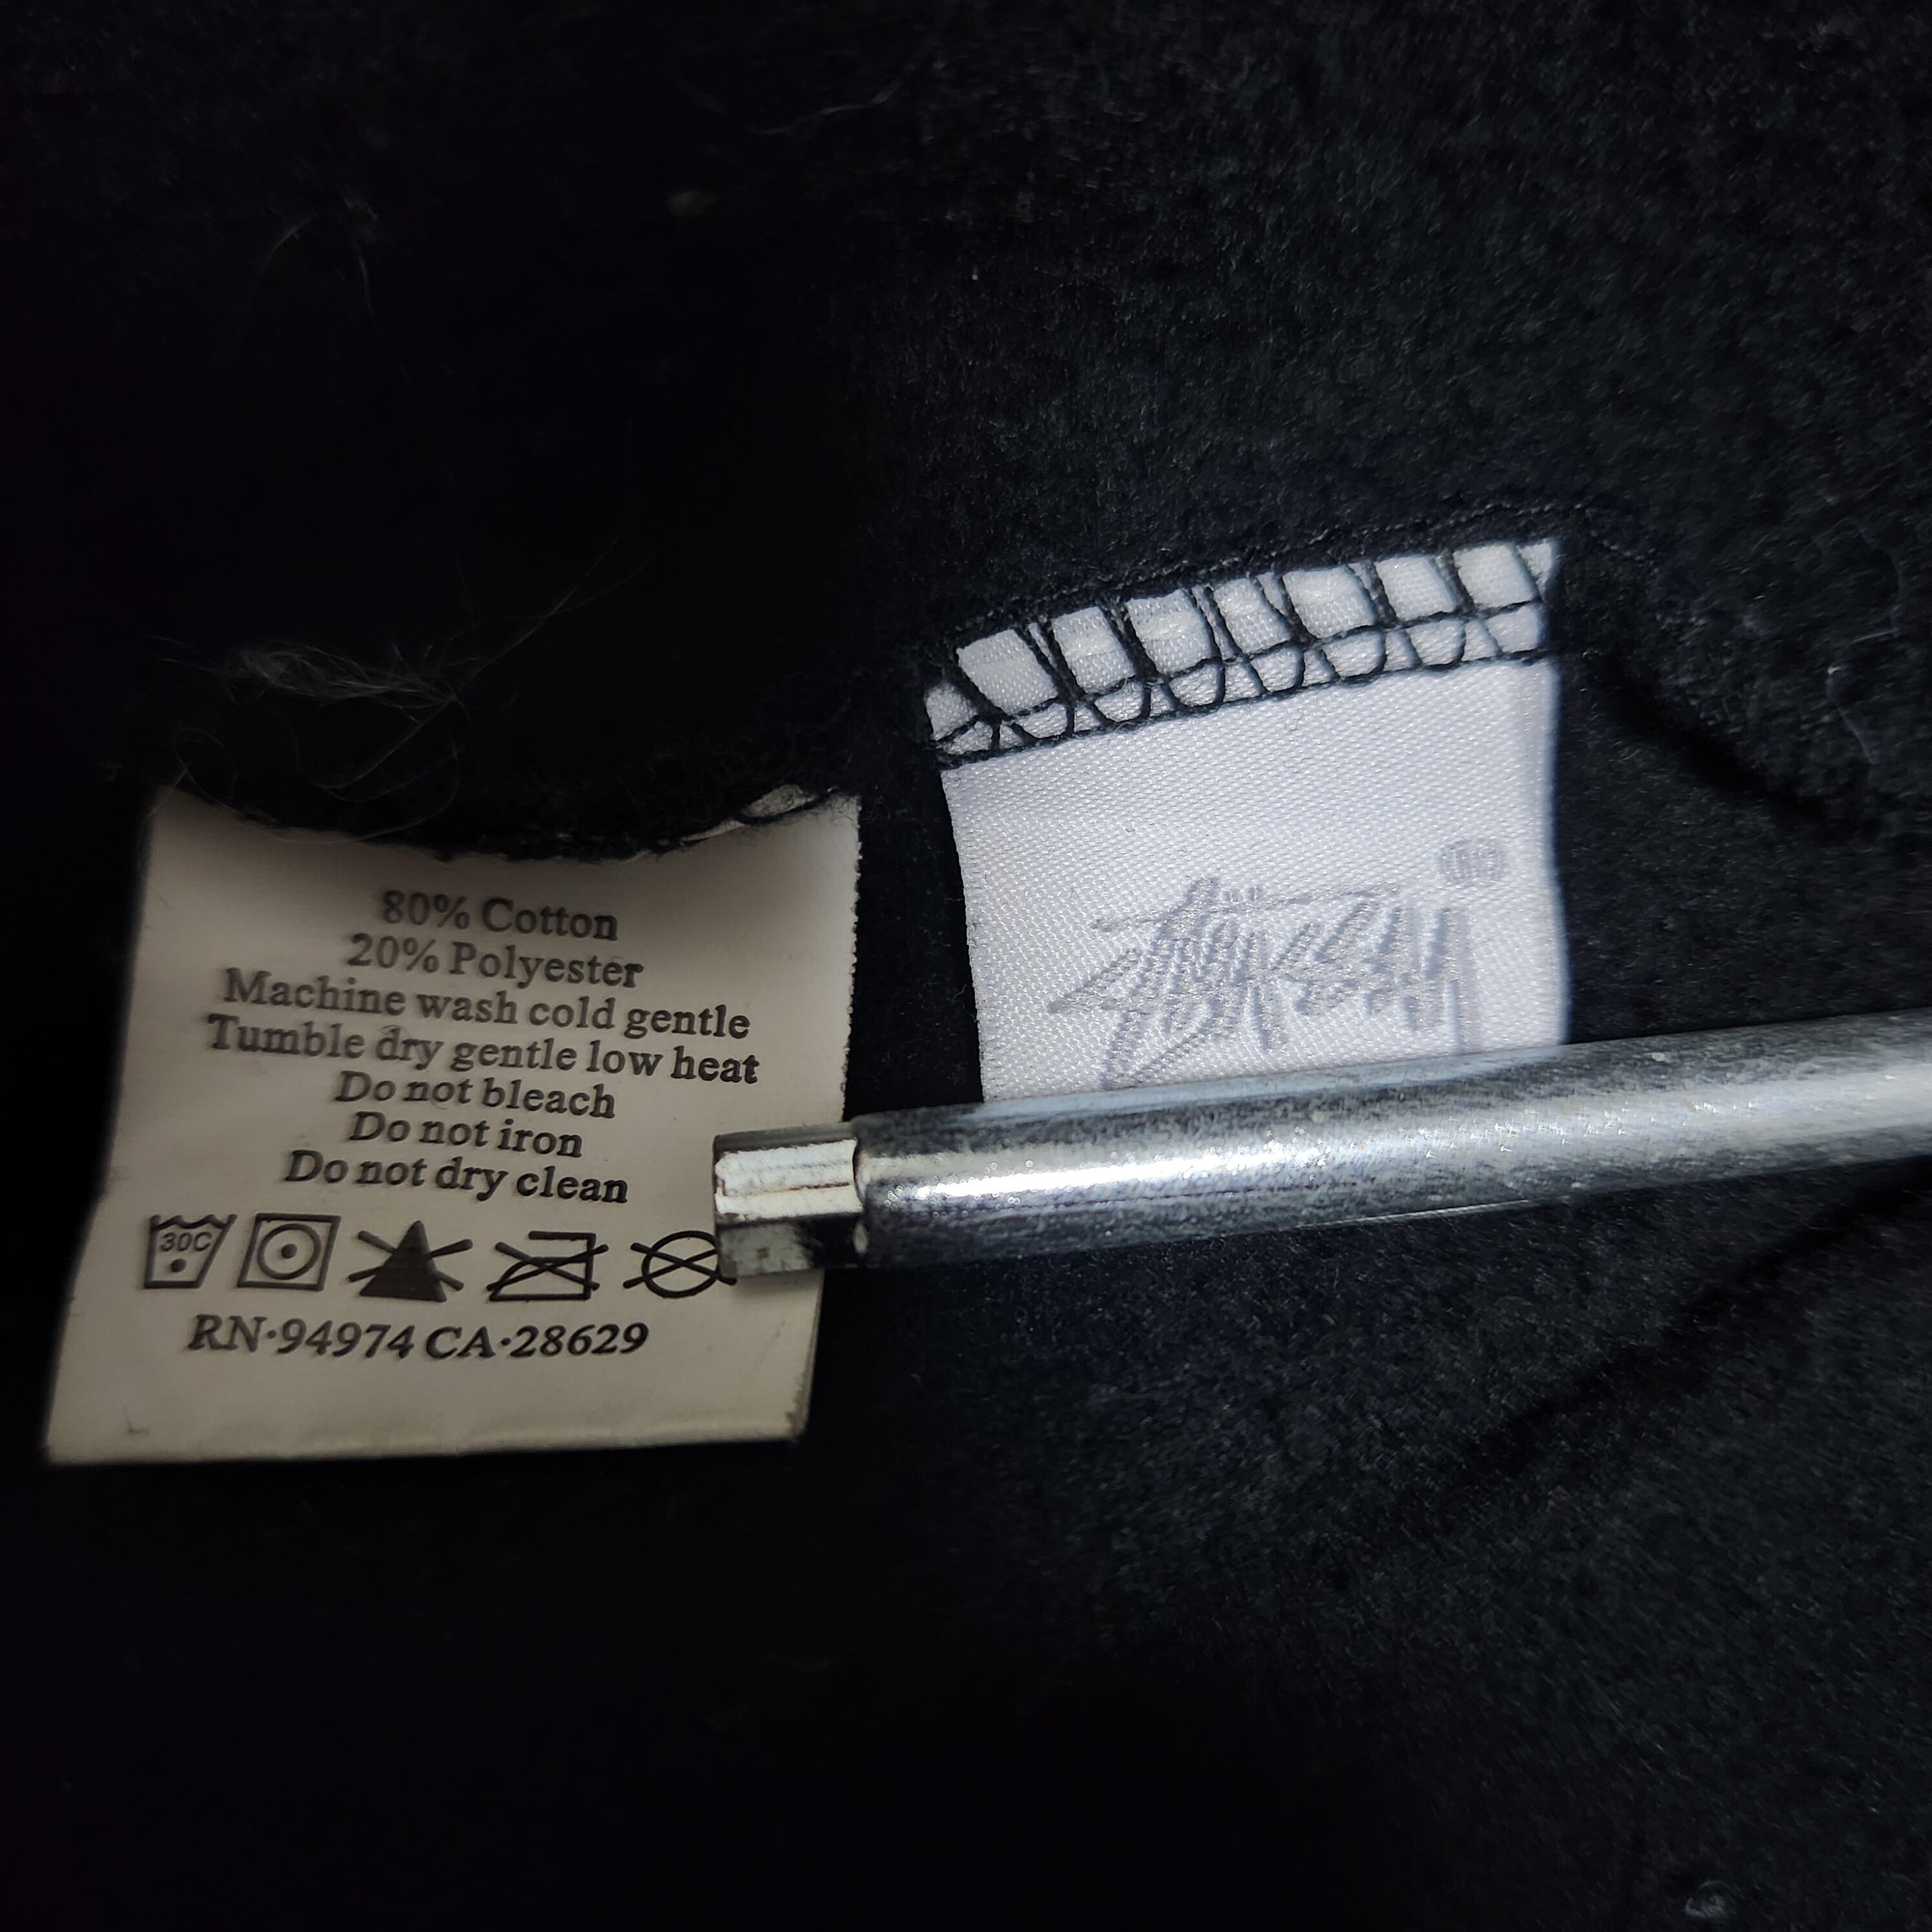 80% Cotton
20% Polyester
Machine wash cold gentle
Tumble dry gentle low heat
Do not bleach
Do not iron
Do not dry clean
30C
RN·94974 CA·28629
Stüssy